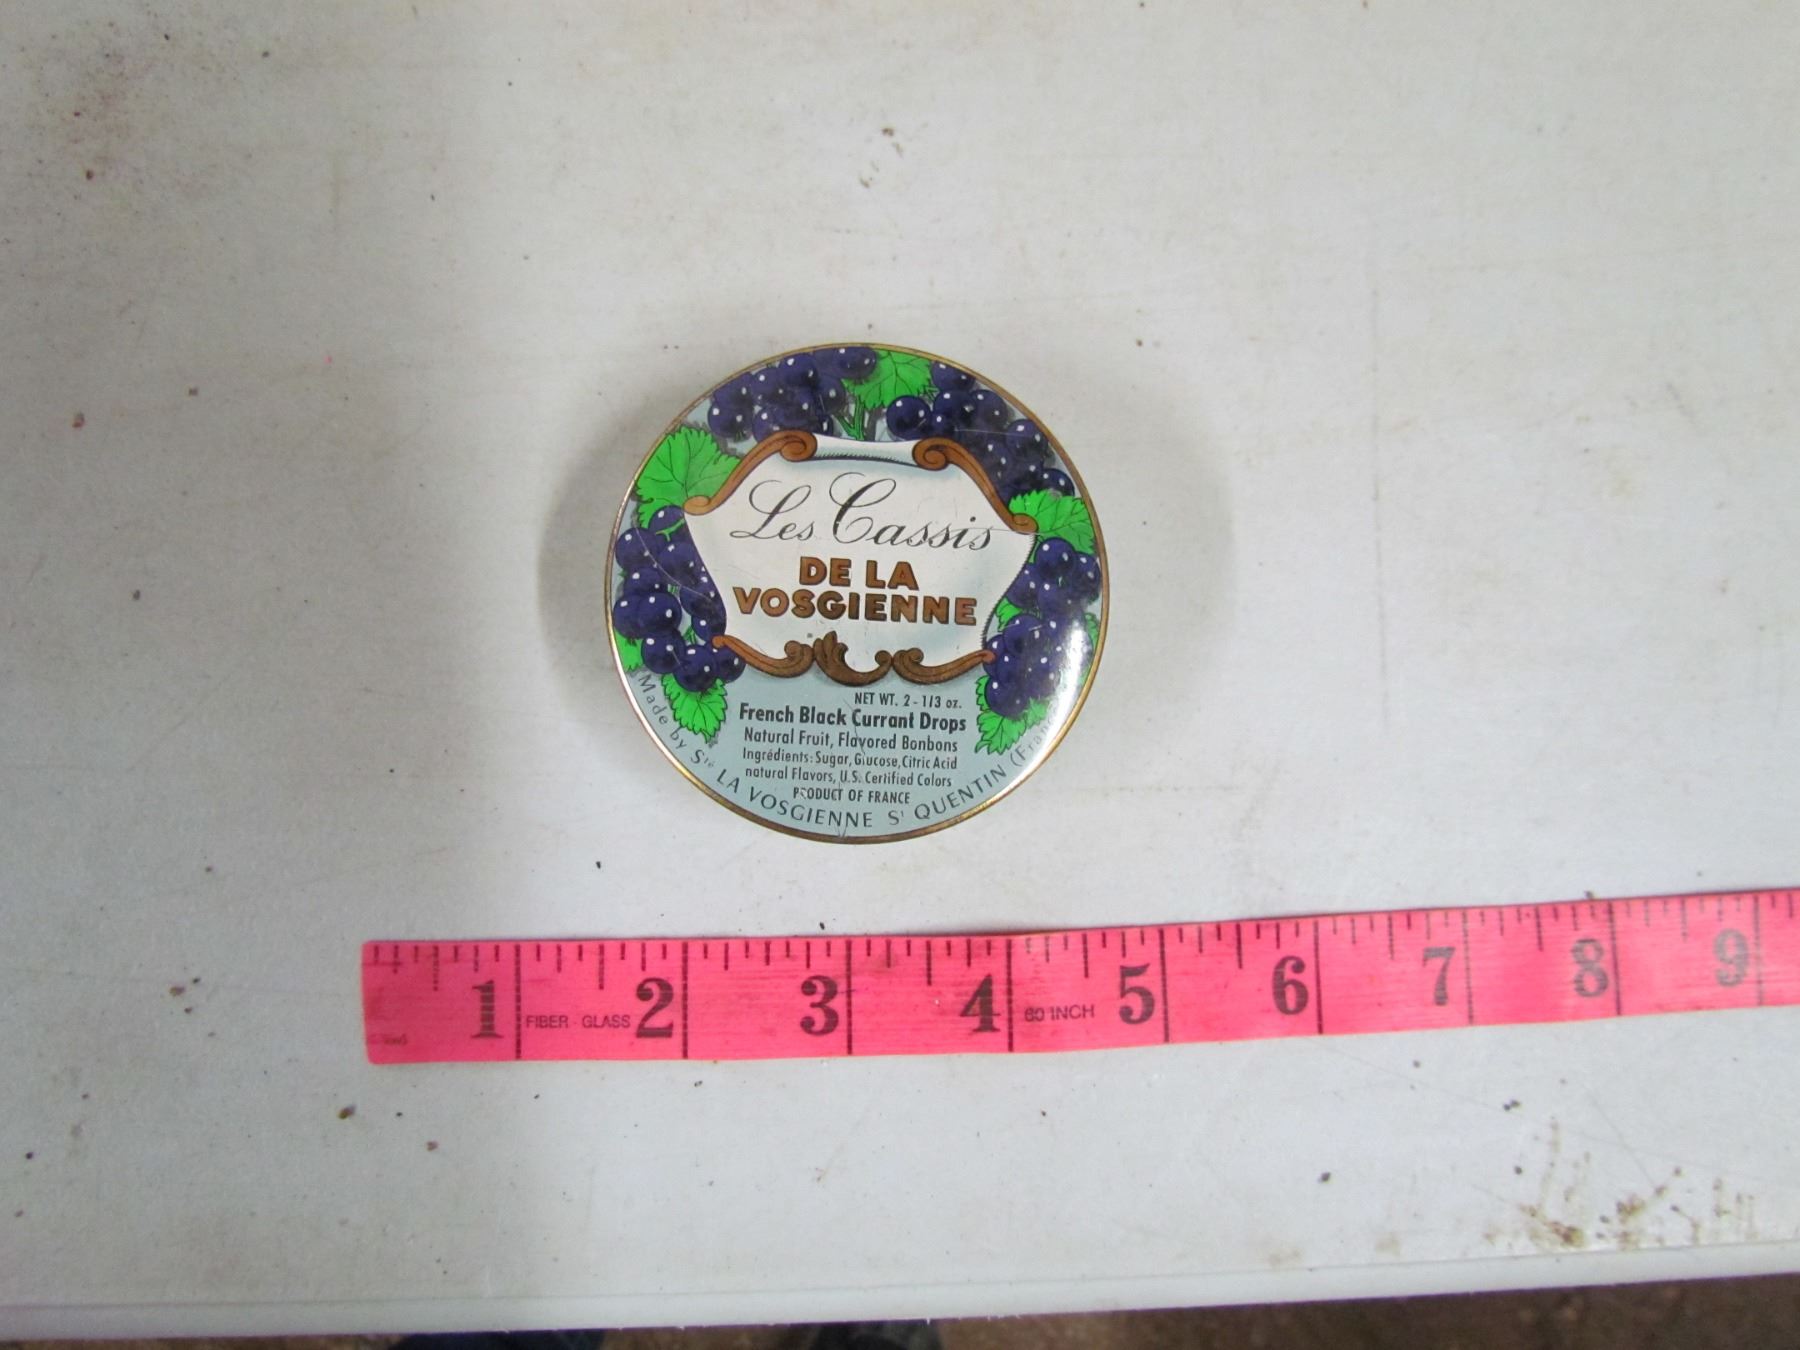 Les Cassis
DE LA
VOSGIENNE
NET WT. 2-1/3 oz.
French Black Currant Drops
Natural Fruit, Flavored Bonbons
Ingrédients: Sugar, Glucose, Citric Acid
natural Flavors, U.S. Certified Colors
PRODUCT OF FRANCE
Made by Sté LA VOSGIENNE St QUENTIN (Franc
1 2 3 4 5 6 7 8 9
FIBER - GLASS 60 INCH